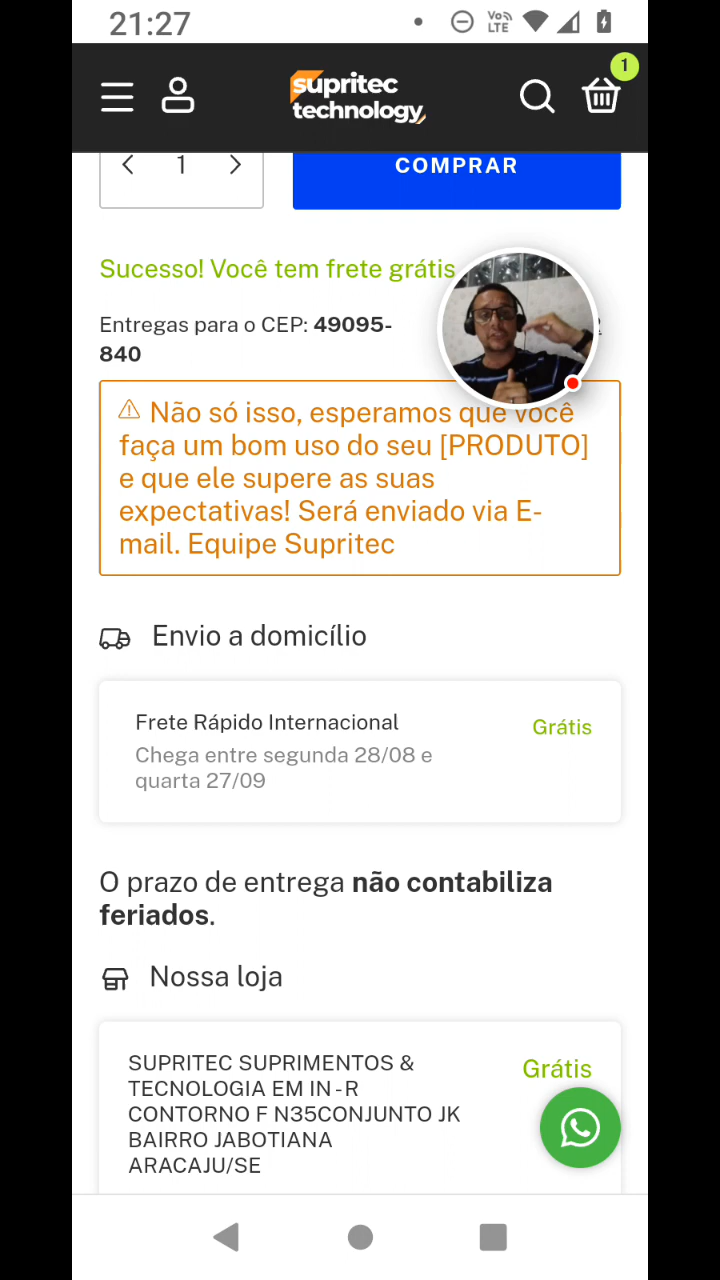 21:27
Vo LTE
1
supritec
technology
1
COMPRAR
Sucesso! Você tem frete grátis
Entregas para o CEP: 49095-
840
Não só isso, esperamos que você
faça um bom uso do seu [PRODUTO]
e que ele supere as suas
expectativas! Será enviado via E-
mail. Equipe Supritec
Envio a domicílio
Frete Rápido Internacional
Grátis
Chega entre segunda 28/08 e
quarta 27/09
O prazo de entrega não contabiliza
feriados.
Nossa loja
SUPRITEC SUPRIMENTOS &
Grátis
TECNOLOGIA EM IN - R
CONTORNO F N35CONJUNTO JK
BAIRRO JABOTIANA
ARACAJU/SE